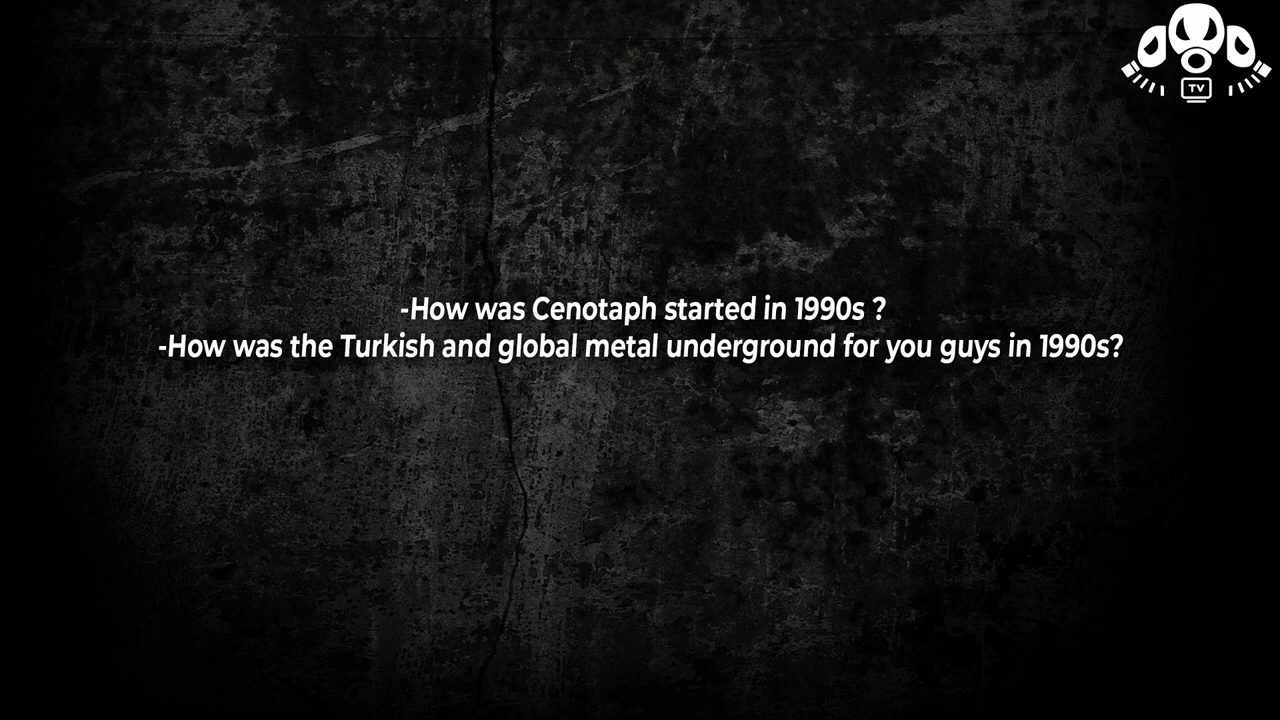 TV
-How was Cenotaph started in 1990s ?
-How was the Turkish and global metal underground for you guys in 1990s?